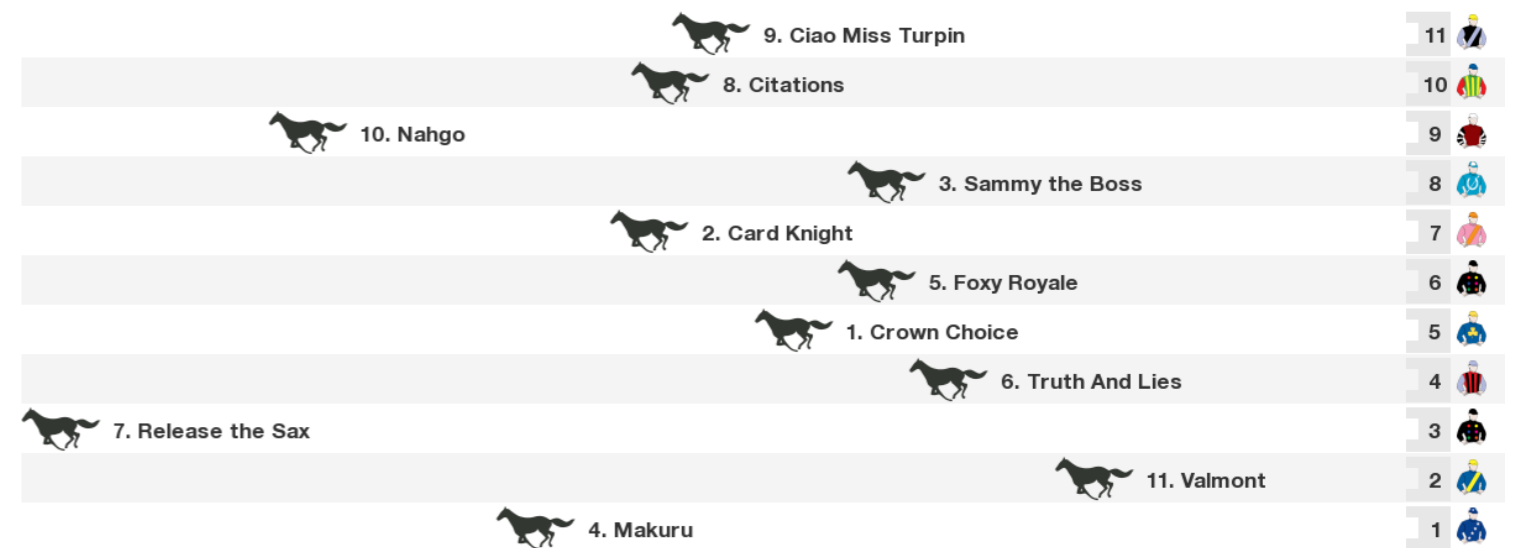 9. Ciao Miss Turpin 11
8. Citations 10
10. Nahgo 9
3. Sammy the Boss 8
2. Card Knight 7
5. Foxy Royale 6
1. Crown Choice 5
6. Truth And Lies 4
7. Release the Sax 3
11. Valmont 2
4. Makuru 1